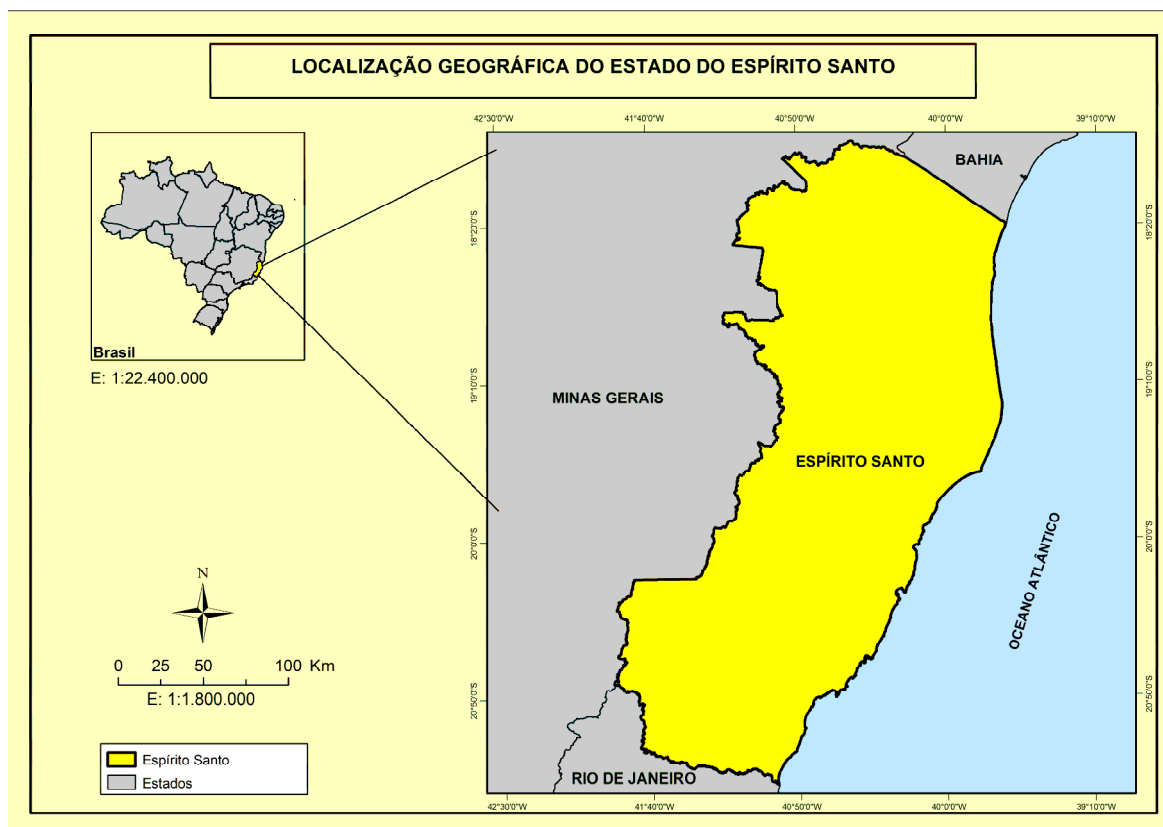 LOCALIZAÇÃO GEOGRÁFICA DO ESTADO DO ESPÍRITO SANTO
42°30'0"W 41°40'0"W 40°50'0"W 40°0'0"W 39°10'0"W
BAHIA
18°20'0"S
18°20'0"S
Brasil
E: 1:22.400.000
19°10'0"S
19°10'0"S
MINAS GERAIS
ESPÍRITO SANTO
20°0'0"S
20°0'0"S
OCEANO ATLÂNTICO
N
0 25 50 100 Km
E: 1:1.800.000
20°50'0"S
20°50'0"S
Espírito Santo
Estados
RIO DE JANEIRO
42°30'0"W 41°40'0"W 40°50'0"W 40°0'0"W 39°10'0"W